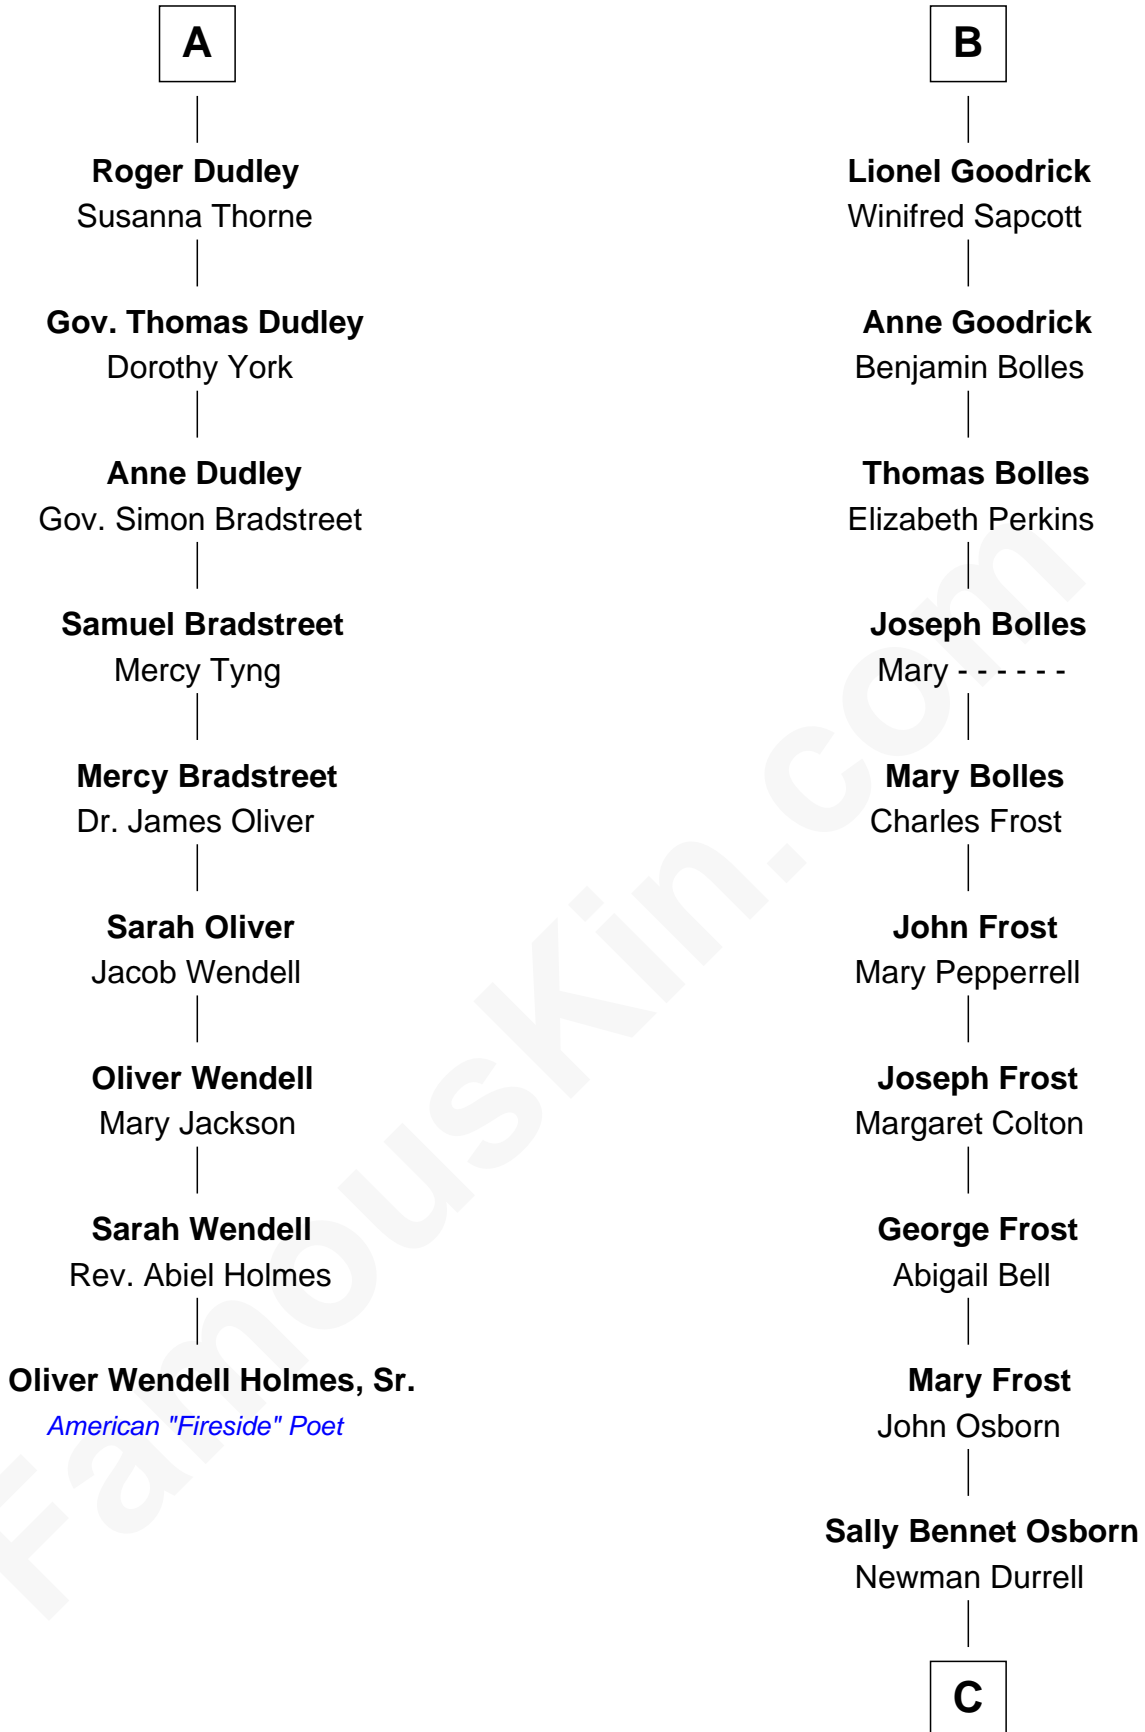 A
Roger Dudley
Susanna Thorne
Gov. Thomas Dudley
Dorothy York
Anne Dudley
Gov. Simon Bradstreet
Samuel Bradstreet
Mercy Tyng
Mercy Bradstreet
Dr. James Oliver
Sarah Oliver
Jacob Wendell
Oliver Wendell
Mary Jackson
Sarah Wendell
Rev. Abiel Holmes
Oliver Wendell Holmes, Sr.
American "Fireside" Poet
B
Lionel Goodrick
Winifred Sapcott
Anne Goodrick
Benjamin Bolles
Thomas Bolles
Elizabeth Perkins
Joseph Bolles
Mary - - - - - -
Mary Bolles
Charles Frost
John Frost
Mary Pepperrell
Joseph Frost
Margaret Colton
George Frost
Abigail Bell
Mary Frost
John Osborn
Sally Bennet Osborn
Newman Durrell
C
FamousKin.com